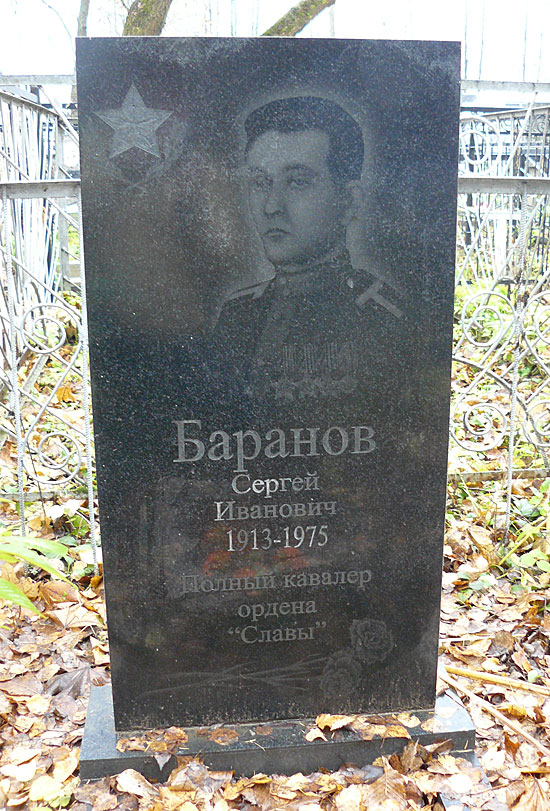 Баранов
Сергей
Иванович
1913-1975
Полный кавалер
ордена
“Славы”